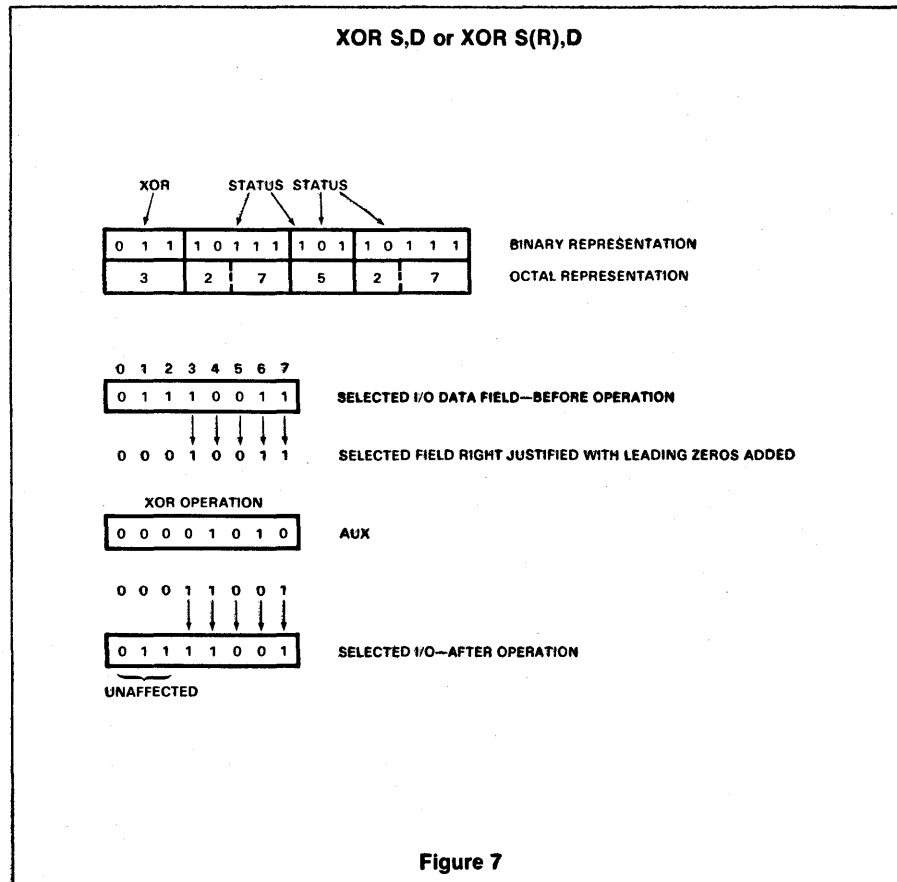 XOR S,D or XOR S(R),D
XOR STATUS STATUS
0 1 1 1 0 1 1 1 1 0 1 1 0 1 1 1 BINARY REPRESENTATION
3 2 7 5 2 7 OCTAL REPRESENTATION
0 1 2 3 4 5 6 7
0 1 1 1 0 0 1 1 SELECTED I/O DATA FIELD—BEFORE OPERATION
0 0 0 1 0 0 1 1 SELECTED FIELD RIGHT JUSTIFIED WITH LEADING ZEROS ADDED
XOR OPERATION
0 0 0 0 1 0 1 0 AUX
0 0 0 1 1 0 0 1
0 1 1 1 1 0 0 1 SELECTED I/O—AFTER OPERATION
UNAFFECTED
Figure 7